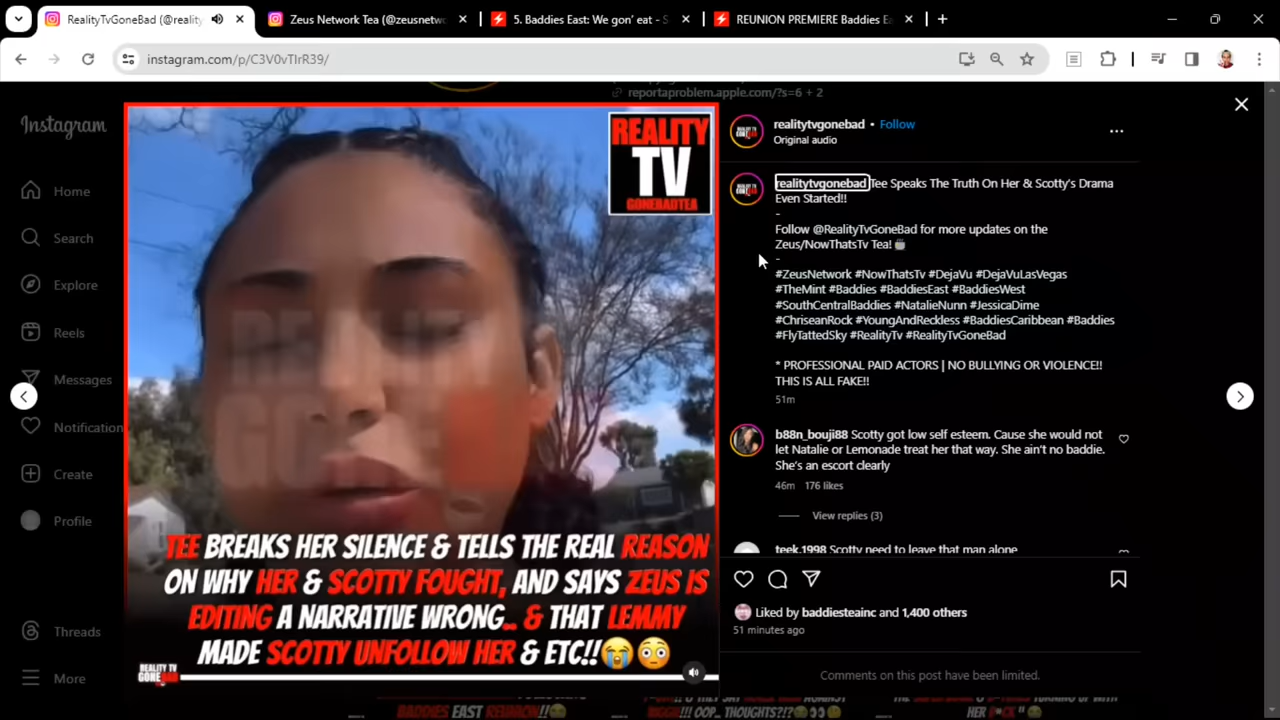 RealityTvGoneBad (@reality
Zeus Network Tea (@zeusnetw
5. Baddies East: We gon' eat - S
REUNION PREMIERE Baddies E
instagram.com/p/C3V0vTIrR39/
reportaproblem.apple.com/?s=6 + 2
Instagram
Home
Search
Explore
Reels
Messages
Notification
Create
Profile
Threads
More
REALITY
TV
GONEBADTEA
TEE BREAKS HER SILENCE & TELLS THE REAL REASON
ON WHY HER & SCOTTY FOUGHT, AND SAYS ZEUS IS
EDITING A NARRATIVE WRONG... & THAT LEMMY
MADE SCOTTY UNFOLLOW HER & ETC!!😭😳
REALITY TV
GONE BAD
realitytvgonebad • Follow
Original audio
realitytvgonebad Tee Speaks The Truth On Her & Scotty's Drama
Even Started!!
-
Follow @RealityTvGoneBad for more updates on the
Zeus/NowThatsTv Tea!🍵
-
#ZeusNetwork #NowThatsTv #DejaVu #DejaVuLasVegas
#TheMint #Baddies #BaddiesEast #BaddiesWest
#SouthCentralBaddies #NatalieNunn #JessicaDime
#ChriseanRock #YoungAndReckless #BaddiesCaribbean #Baddies
#FlyTattedSky #RealityTv #RealityTvGoneBad
* PROFESSIONAL PAID ACTORS | NO BULLYING OR VIOLENCE!!
THIS IS ALL FAKE!!
51m
b88n_bouji88 Scotty got low self esteem. Cause she would not
let Natalie or Lemonade treat her that way. She ain't no baddie.
She's an escort clearly
46m 176 likes
View replies (3)
teek.1998 Scotty need to leave that man alone
Liked by baddiesteainc and 1,400 others
51 minutes ago
Comments on this post have been limited.
BADDIES EAST REUNION!!
HER F*CK